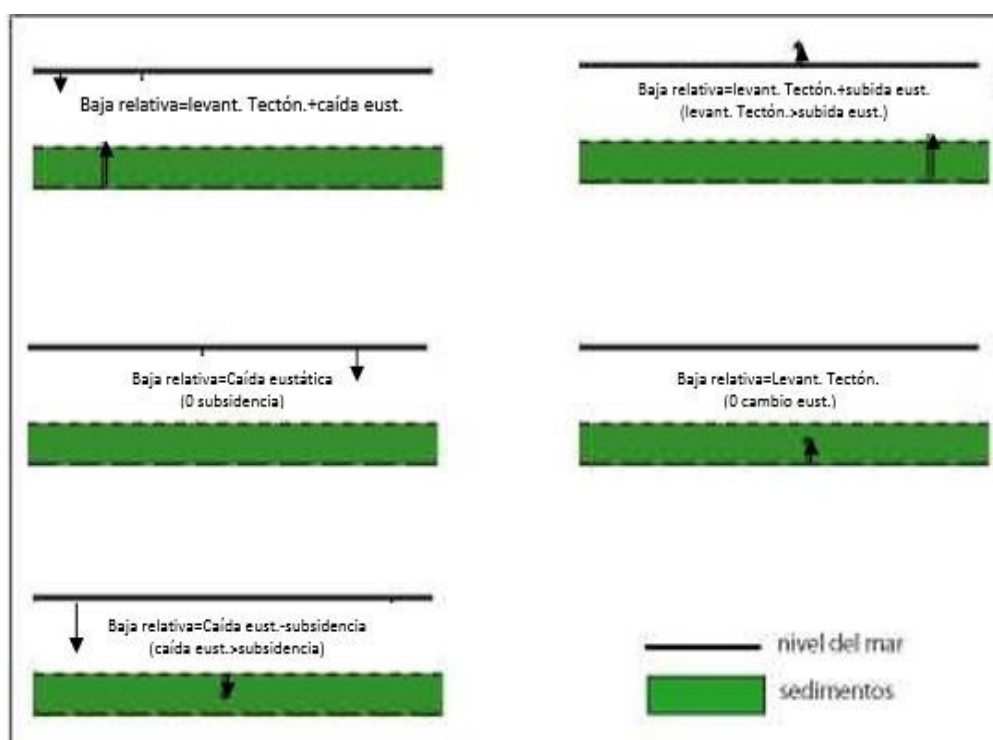 Baja relativa=levant. Tectón.+caída eust.
Baja relativa=levant. Tectón.+subida eust.
(levant. Tectón.>subida eust.)
Baja relativa=Caída eustática
(0 subsidencia)
Baja relativa=Levant. Tectón.
(0 cambio eust.)
Baja relativa=Caída eust.-subsidencia
(caída eust.>subsidencia)
nivel del mar
sedimentos